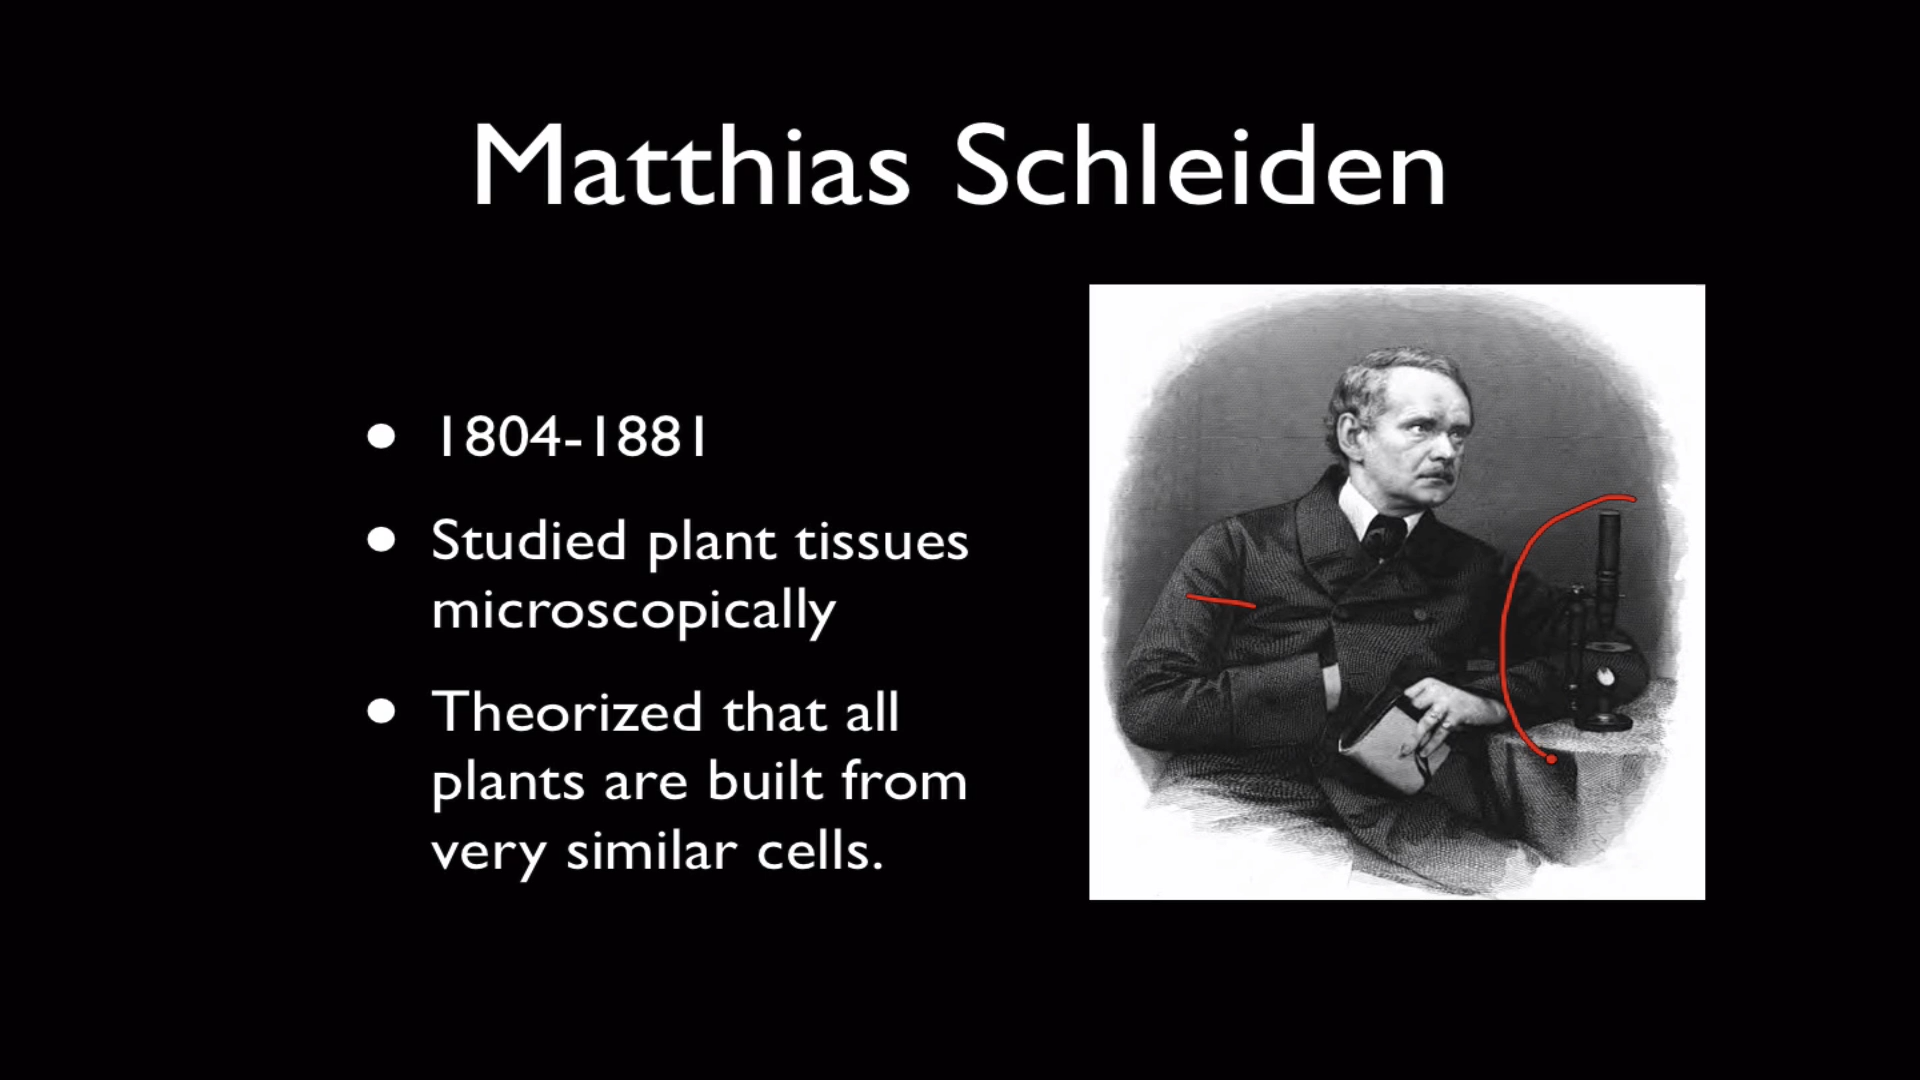 Matthias Schleiden
• 1804-1881
• Studied plant tissues
microscopically
• Theorized that all
plants are built from
very similar cells.